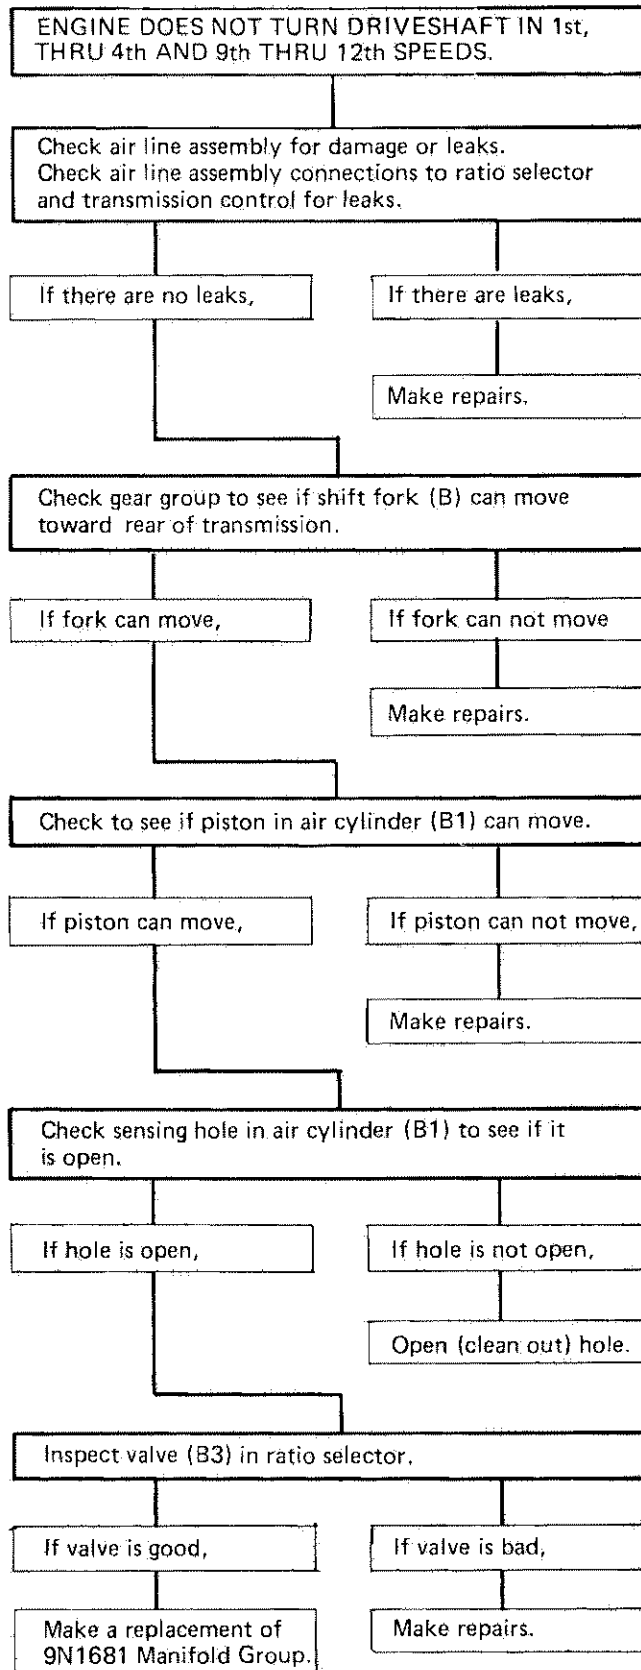 ENGINE DOES NOT TURN DRIVESHAFT IN 1st,
THRU 4th AND 9th THRU 12th SPEEDS.
Check air line assembly for damage or leaks.
Check air line assembly connections to ratio selector
and transmission control for leaks.
If there are no leaks,
If there are leaks,
Make repairs.
Check gear group to see if shift fork (B) can move
toward rear of transmission.
If fork can move,
If fork can not move
Make repairs.
Check to see if piston in air cylinder (B1) can move.
If piston can move,
If piston can not move,
Make repairs.
Check sensing hole in air cylinder (B1) to see if it
is open.
If hole is open,
If hole is not open,
Open (clean out) hole.
Inspect valve (B3) in ratio selector.
If valve is good,
If valve is bad,
Make a replacement of
9N1681 Manifold Group.
Make repairs.